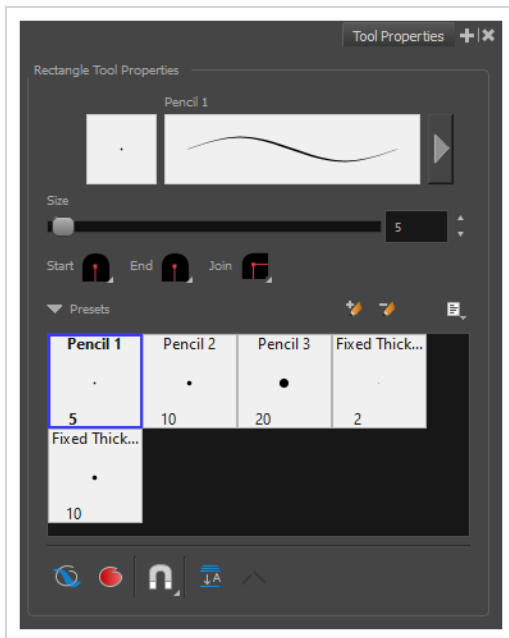 Tool Properties
Rectangle Tool Properties
Pencil 1
Size
5
Start End Join
Presets
Pencil 1 Pencil 2 Pencil 3 Fixed Thick...
5 10 20 2
Fixed Thick...
10